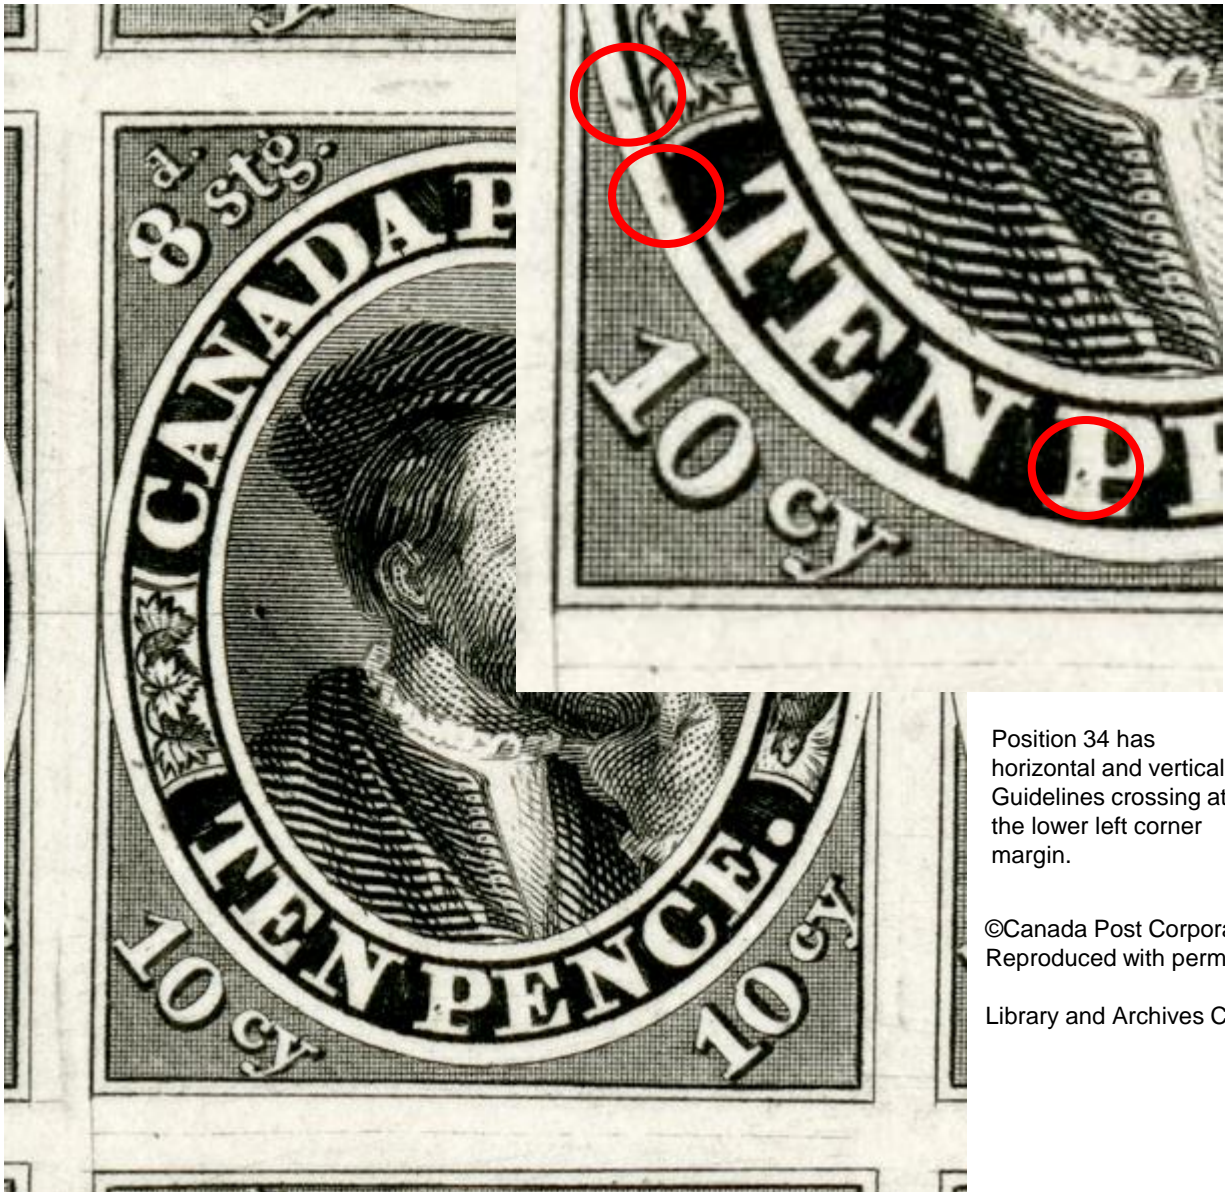 d.
8 stg.
CANADA P
TEN PENCE.
10 cy
10 cy
TEN PE
10 cy
Position 34 has
horizontal and vertical
Guidelines crossing at
the lower left corner
margin.
©Canada Post Corpora
Reproduced with perm
Library and Archives C